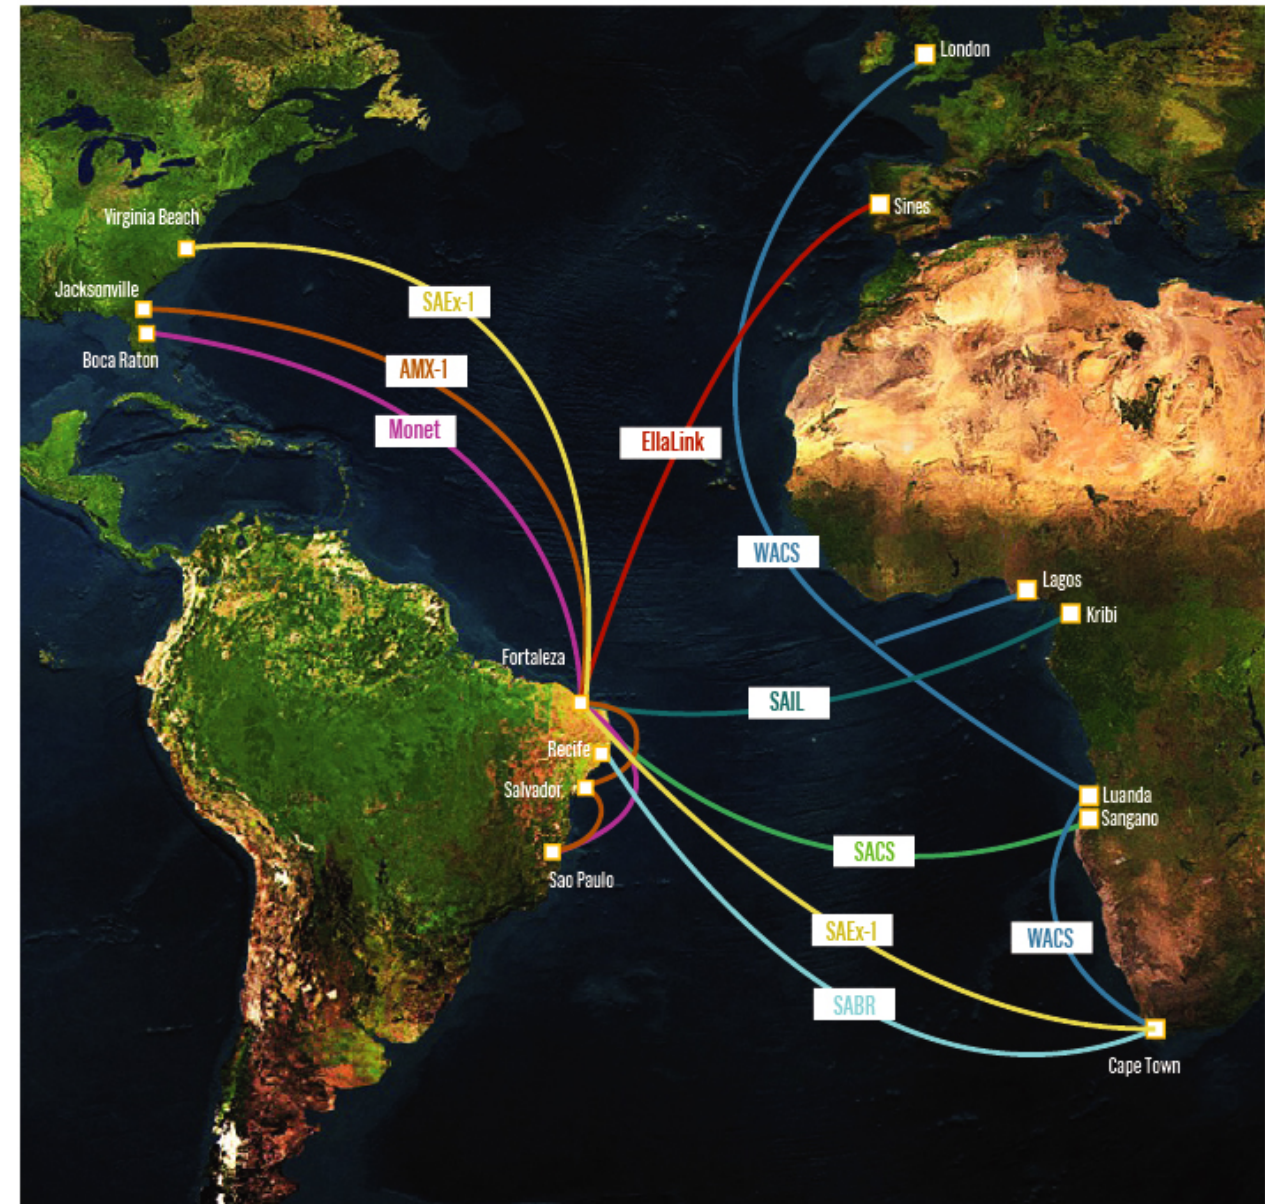 London
Sines
Virginia Beach
Jacksonville
SAEx-1
Boca Raton
AMX-1
Monet
EllaLink
WACS
Lagos
Kribi
Fortaleza
SAIL
Recife
Salvador
Luanda
Sangano
SACS
Sao Paulo
SAEx-1
WACS
SABR
Cape Town